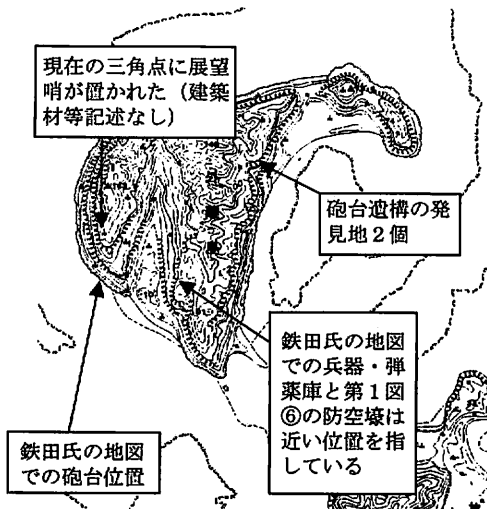 現在の三角点に展望
哨が置かれた（建築
材等記述なし）
砲台遺構の発
見地２個
鉄田氏の地図
での兵器・弾
薬庫と第１図
⑥の防空壕は
近い位置を指
している
鉄田氏の地図
での砲台位置